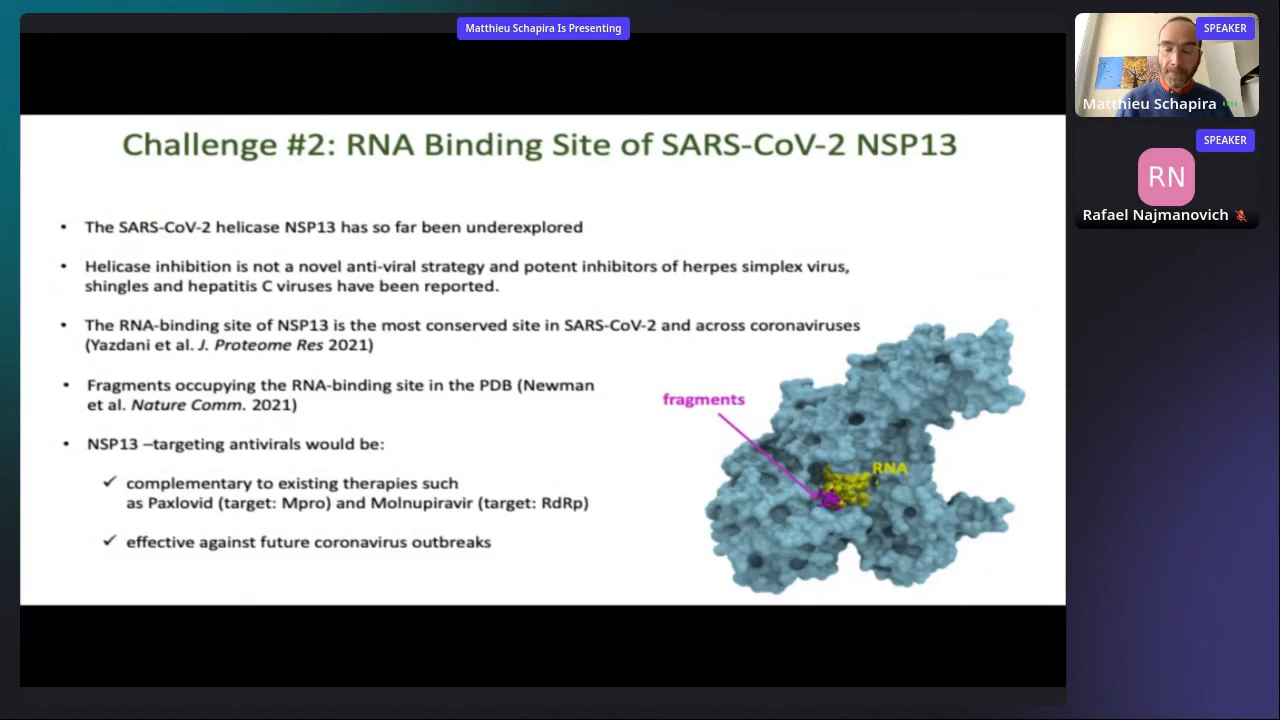 Matthieu Schapira Is Presenting
SPEAKER
Matthieu Schapira
SPEAKER
RN
Rafael Najmanovich
Challenge #2: RNA Binding Site of SARS-CoV-2 NSP13
• The SARS-CoV-2 helicase NSP13 has so far been underexplored
• Helicase inhibition is not a novel anti-viral strategy and potent inhibitors of herpes simplex virus,
shingles and hepatitis C viruses have been reported.
• The RNA-binding site of NSP13 is the most conserved site in SARS-CoV-2 and across coronaviruses
(Yazdani et al. J. Proteome Res 2021)
• Fragments occupying the RNA-binding site in the PDB (Newman
et al. Nature Comm. 2021)
• NSP13 –targeting antivirals would be:
✓ complementary to existing therapies such
as Paxlovid (target: Mpro) and Molnupiravir (target: RdRp)
✓ effective against future coronavirus outbreaks
fragments
RNA